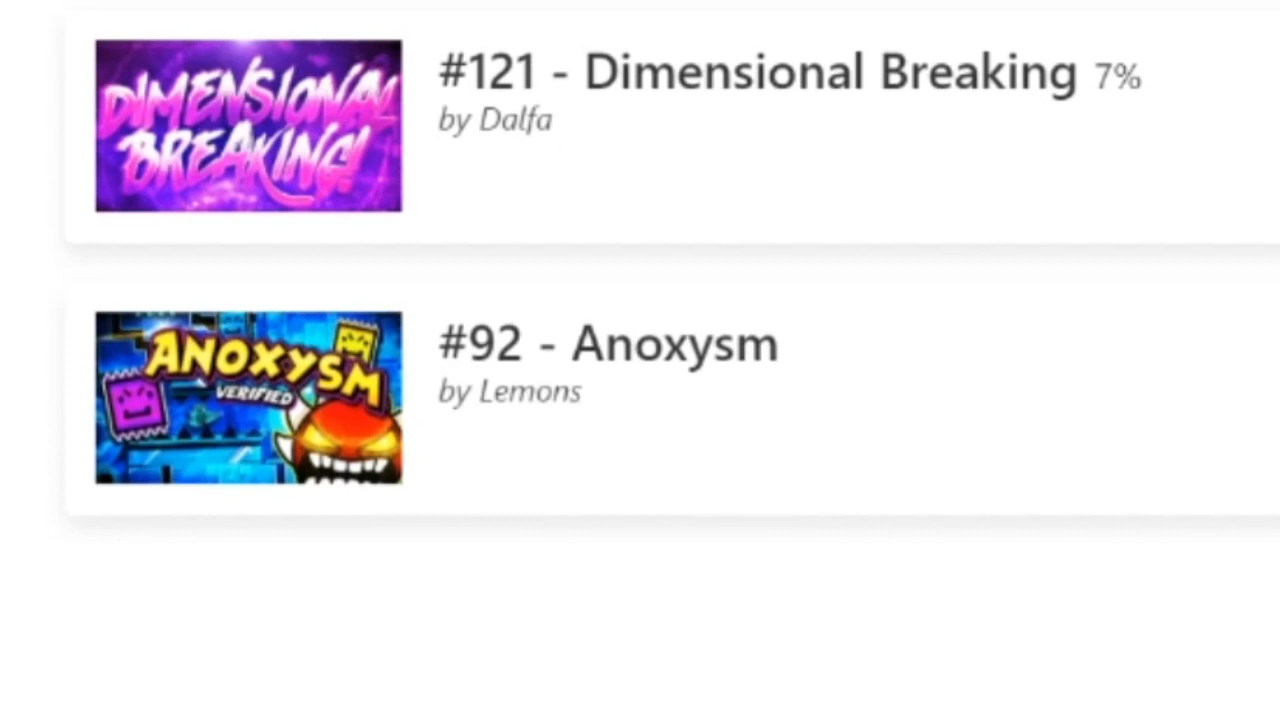 DIMENSIONAL
BREAKING!
#121 - Dimensional Breaking 7%
by Dalfa
ANOXYSM
VERIFIED
#92 - Anoxysm
by Lemons